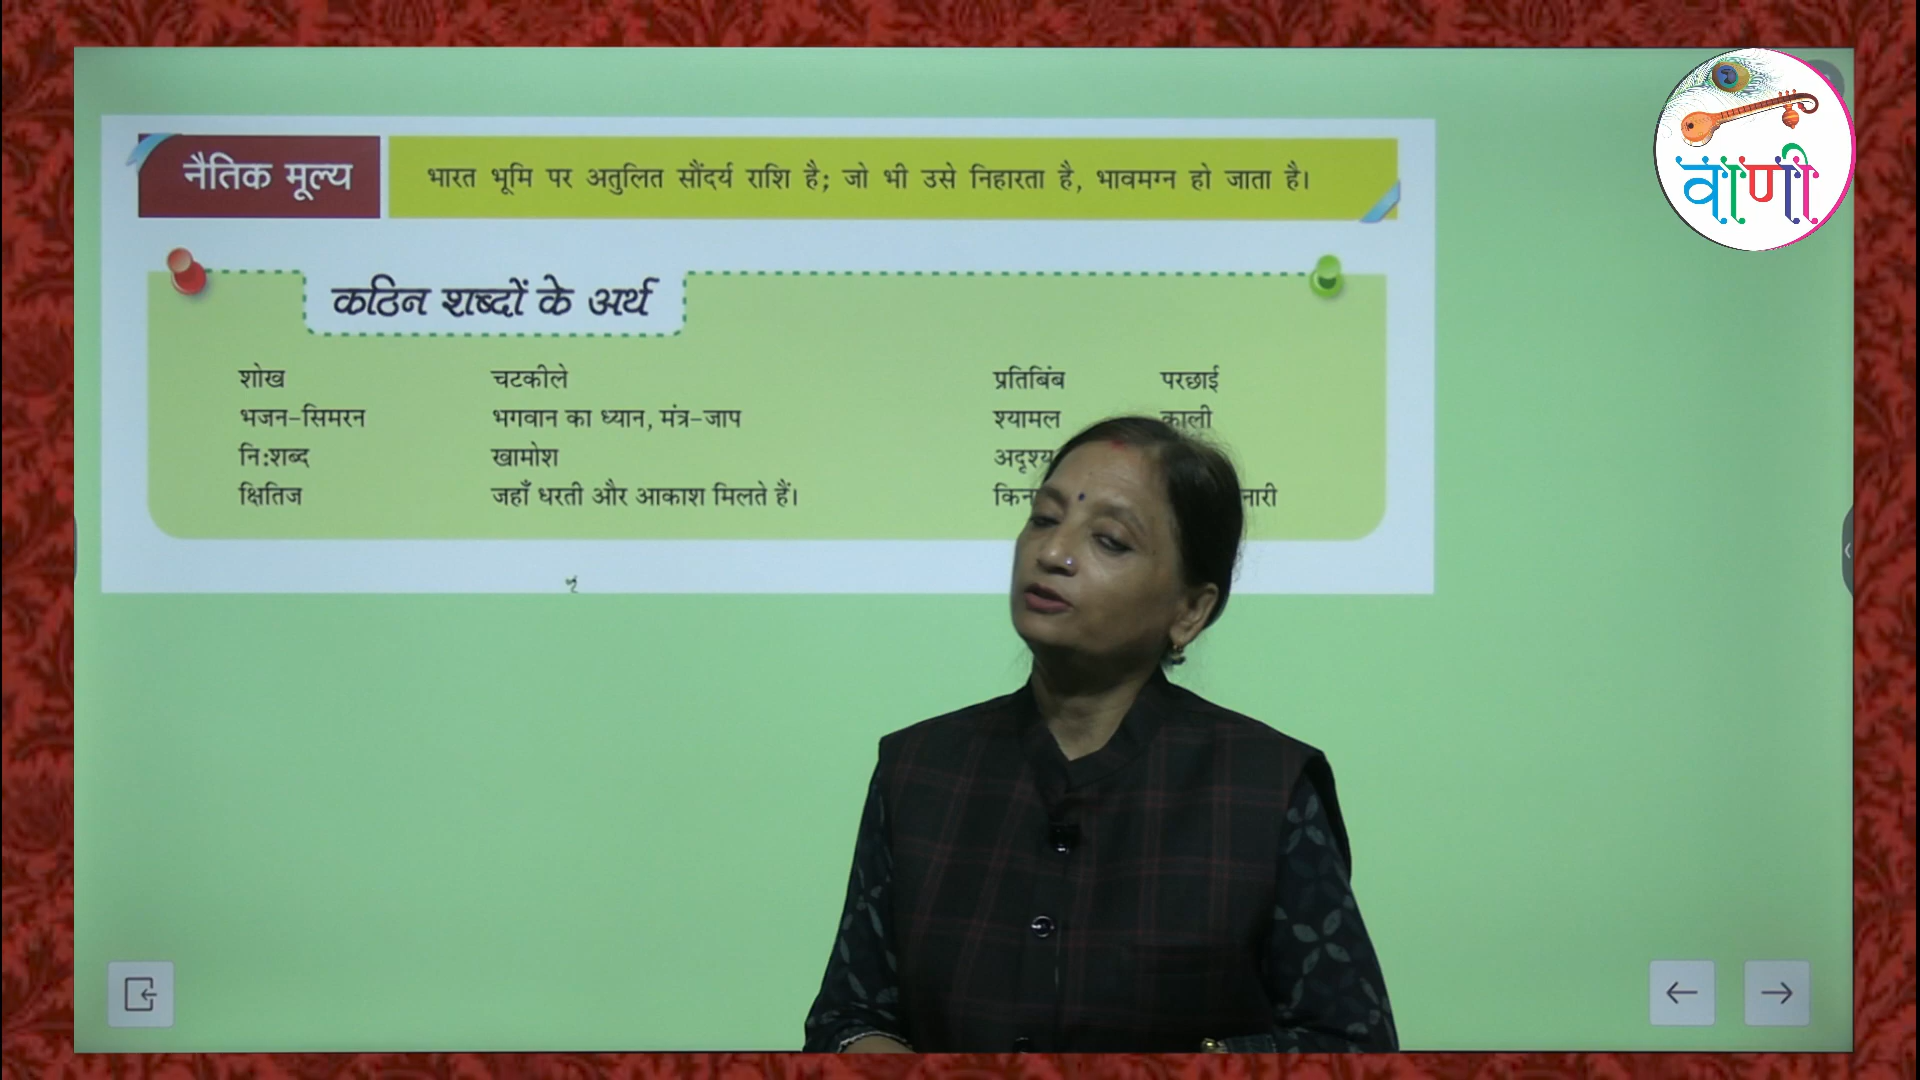 वाणी
नैतिक मूल्य
भारत भूमि पर अतुलित सौंदर्य राशि है; जो भी उसे निहारता है, भावमग्न हो जाता है।
कठिन शब्दों के अर्थ
शोख चटकीले प्रतिबिंब परछाई
भजन-सिमरन भगवान का ध्यान, मंत्र-जाप श्यामल काली
नि:शब्द खामोश अदृश्य
क्षितिज जहाँ धरती और आकाश मिलते हैं।